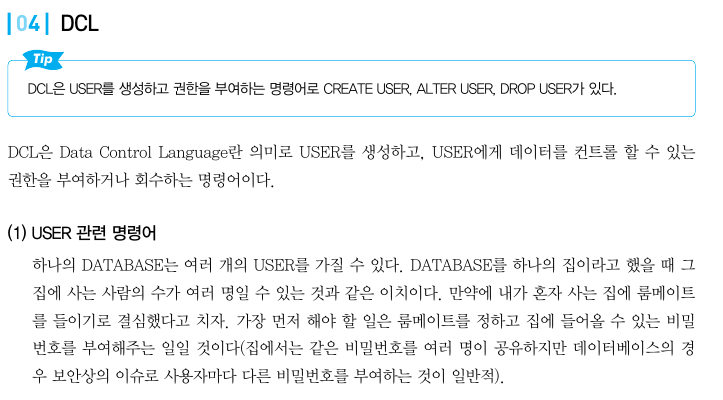 04 DCL
Tip
DCL은 USER를 생성하고 권한을 부여하는 명령어로 CREATE USER, ALTER USER, DROP USER가 있다.
DCL은 Data Control Language란 의미로 USER를 생성하고, USER에게 데이터를 컨트롤 할 수 있는
권한을 부여하거나 회수하는 명령어이다.
(1) USER 관련 명령어
하나의 DATABASE는 여러 개의 USER를 가질 수 있다. DATABASE를 하나의 집이라고 했을 때 그
집에 사는 사람의 수가 여러 명일 수 있는 것과 같은 이치이다. 만약에 내가 혼자 사는 집에 룸메이트
를 들이기로 결심했다고 치자. 가장 먼저 해야 할 일은 룸메이트를 정하고 집에 들어올 수 있는 비밀
번호를 부여해주는 일일 것이다(집에서는 같은 비밀번호를 여러 명이 공유하지만 데이터베이스의 경
우 보안상의 이슈로 사용자마다 다른 비밀번호를 부여하는 것이 일반적).